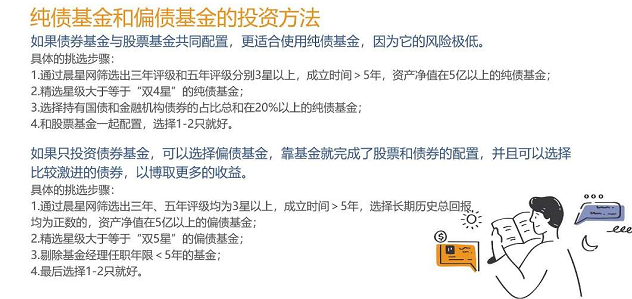 纯债基金和偏债基金的投资方法
如果债券基金与股票基金共同配置，更适合使用纯债基金，因为它的风险极低。
具体的挑选步骤：
1.通过晨星网筛选出三年评级和五年评级分别3星以上，成立时间＞5年，资产净值在5亿以上的纯债基金；
2.精选星级大于等于“双4星”的纯债基金；
3.选择持有国债和金融机构债券的占比总和在20%以上的纯债基金；
4.和股票基金一起配置，选择1-2只就好。
如果只投资债券基金，可以选择偏债基金，靠基金就完成了股票和债券的配置，并且可以选择
比较激进的债券，以博取更多的收益。
具体的挑选步骤：
1.通过晨星网筛选出三年、五年评级均为3星以上，成立时间＞5年，选择长期历史总回报
均为正数的，资产净值在5亿以上的偏债基金；
2.精选星级大于等于“双5星”的偏债基金；
3.剔除基金经理任职年限＜5年的基金；
4.最后选择1-2只就好。